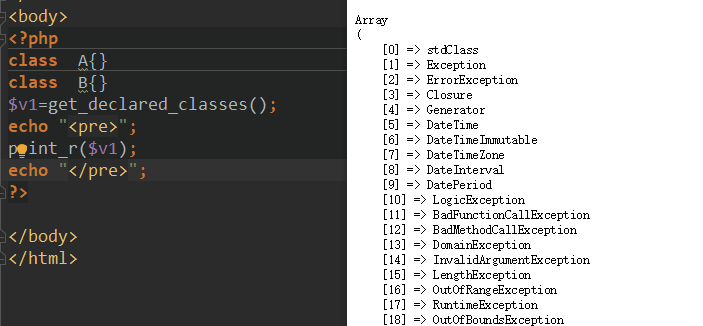 <body>
<?php
class A{}
class B{}
$v1=get_declared_classes();
echo "<pre>";
print_r($v1);
echo "</pre>";
?>
</body>
</html>
Array
(
[0] => stdClass
[1] => Exception
[2] => ErrorException
[3] => Closure
[4] => Generator
[5] => DateTime
[6] => DateTimeImmutable
[7] => DateTimeZone
[8] => DateInterval
[9] => DatePeriod
[10] => LogicException
[11] => BadFunctionCallException
[12] => BadMethodCallException
[13] => DomainException
[14] => InvalidArgumentException
[15] => LengthException
[16] => OutOfRangeException
[17] => RuntimeException
[18] => OutOfBoundsException